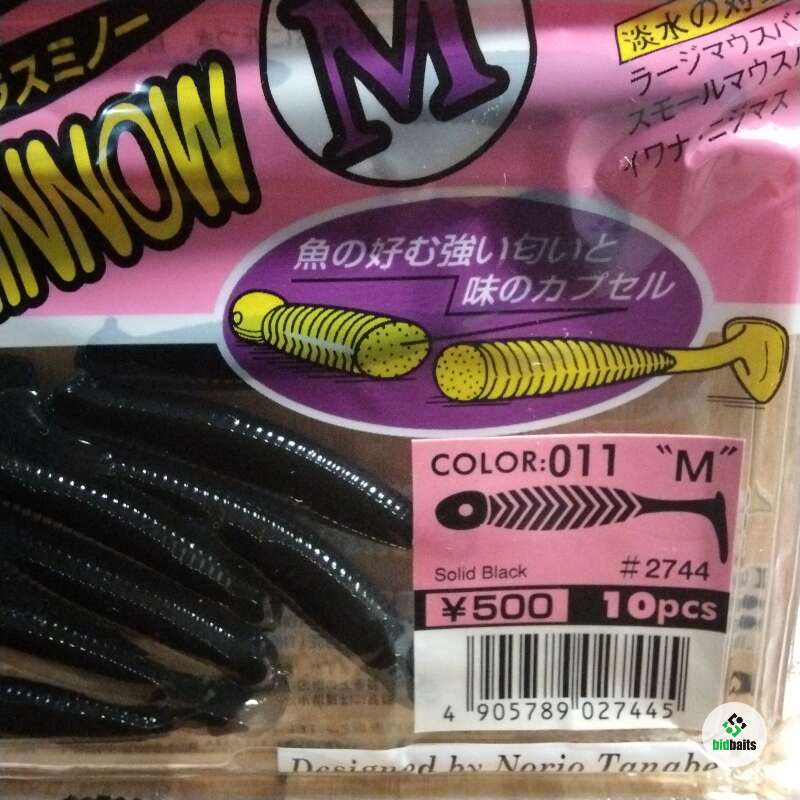 スミノー
M
INNOW
淡水の対
ラージマウスバ
スモールマウスバ
イワナ・ニジマス
魚の好む強い匂いと
味のカプセル
COLOR:011 "M"
Solid Black #2744
¥500 10pcs
4 905789 027445
bidbaits
Designed by Norio Tanabe